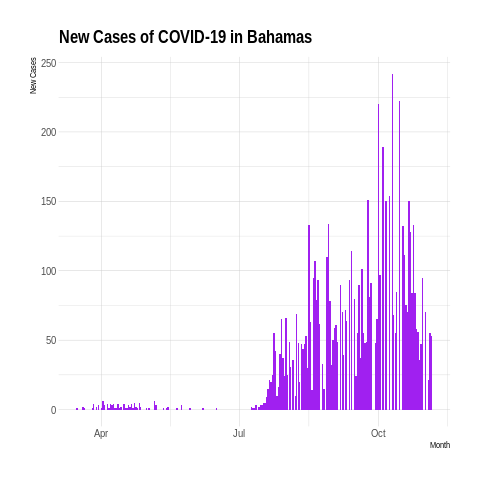 New Cases of COVID-19 in Bahamas
New Cases
250
200
150
100
50
0
Apr
Jul
Oct
Month